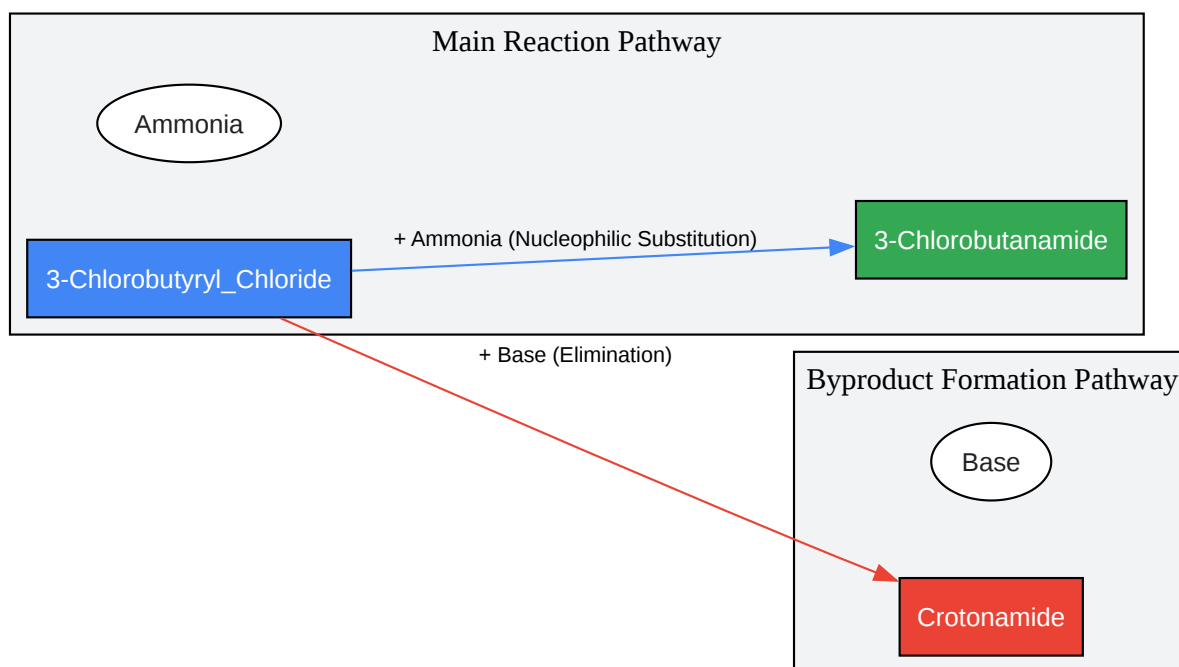 Main Reaction Pathway
Ammonia
+ Ammonia (Nucleophilic Substitution)
3-Chlorobutanamide
3-Chlorobutyryl_Chloride
+ Base (Elimination)
Byproduct Formation Pathway
Base
Crotonamide